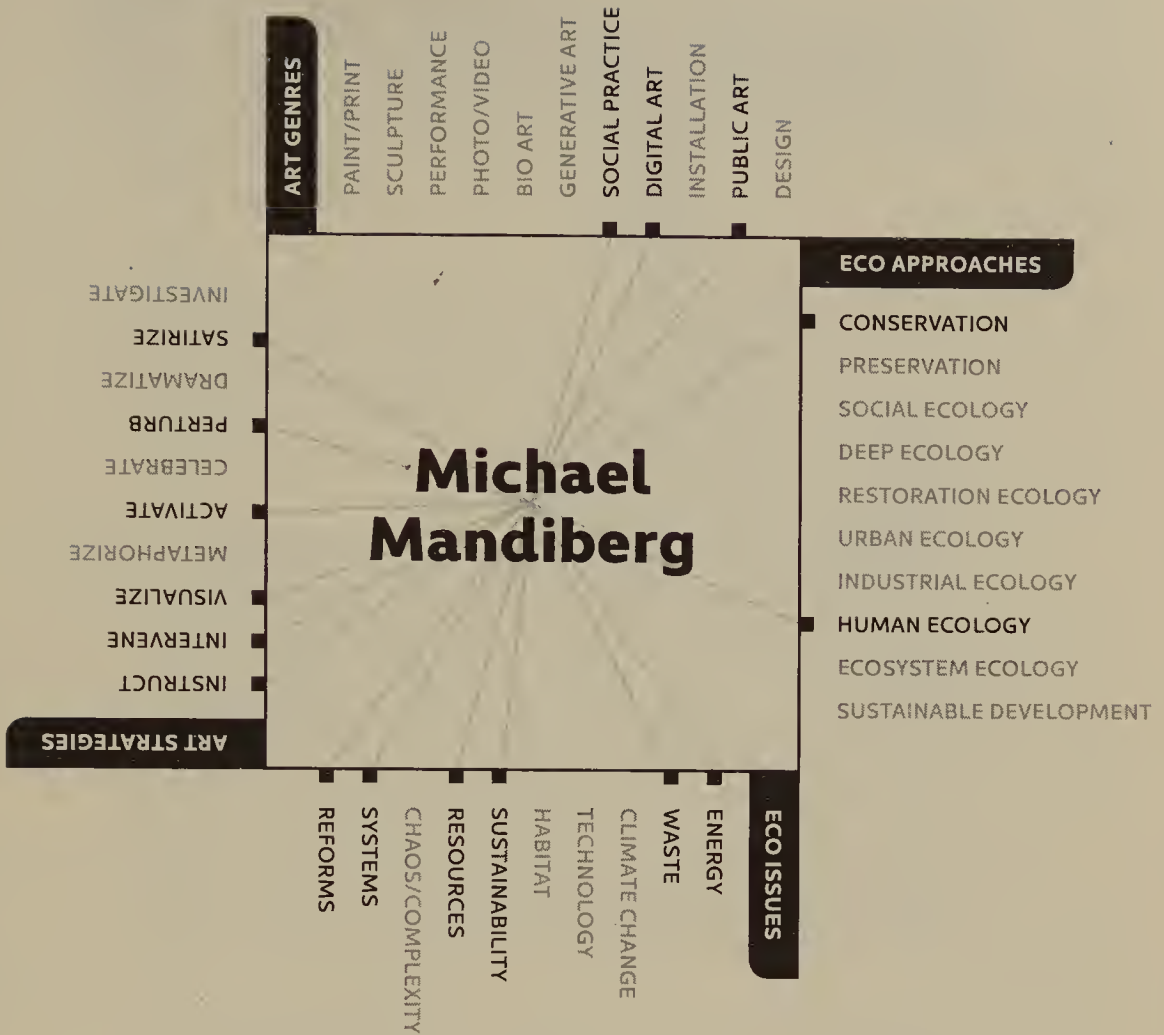 ART GENRES
PAINT/PRINT
SCULPTURE
PERFORMANCE
PHOTO/VIDEO
BIO ART
GENERATIVE ART
SOCIAL PRACTICE
DIGITAL ART
INSTALLATION
PUBLIC ART
DESIGN
ECO APPROACHES
CONSERVATION
PRESERVATION
SOCIAL ECOLOGY
DEEP ECOLOGY
RESTORATION ECOLOGY
URBAN ECOLOGY
INDUSTRIAL ECOLOGY
HUMAN ECOLOGY
ECOSYSTEM ECOLOGY
SUSTAINABLE DEVELOPMENT
ECO ISSUES
ENERGY
WASTE
CLIMATE CHANGE
TECHNOLOGY
HABITAT
SUSTAINABILITY
RESOURCES
CHAOS/COMPLEXITY
SYSTEMS
REFORMS
ART STRATEGIES
INSTRUCT
INTERVENE
VISUALIZE
METAPHORIZE
ACTIVATE
CELEBRATE
PERTURB
DRAMATIZE
SATIRIZE
INVESTIGATE
Michael
Mandiberg